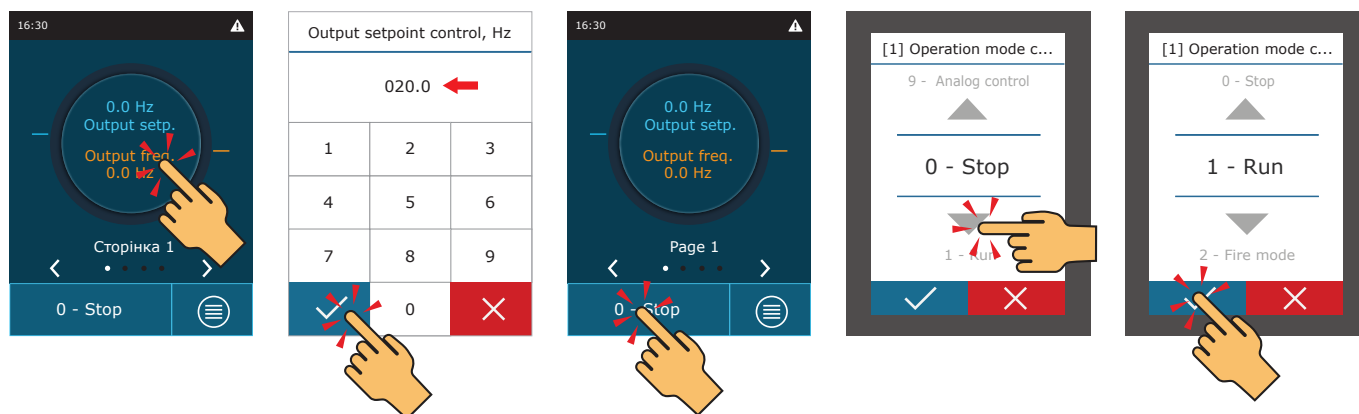 16:30
0.0 Hz
Output setp.
Output freq.
0.0 Hz
Сторінка 1
0 - Stop
Output setpoint control, Hz
020.0
1 2 3
4 5 6
7 8 9
0
16:30
0.0 Hz
Output setp.
Output freq.
0.0 Hz
Page 1
0 - Stop
[1] Operation mode c...
9 - Analog control
0 - Stop
1 - Run
[1] Operation mode c...
0 - Stop
1 - Run
2 - Fire mode